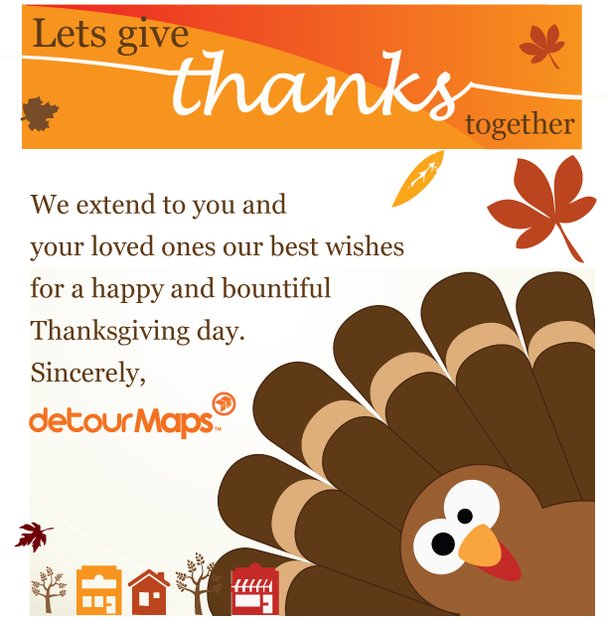 Lets give
thanks
together
We extend to you and
your loved ones our best wishes
for a happy and bountiful
Thanksgiving day.
Sincerely,
detourMaps™